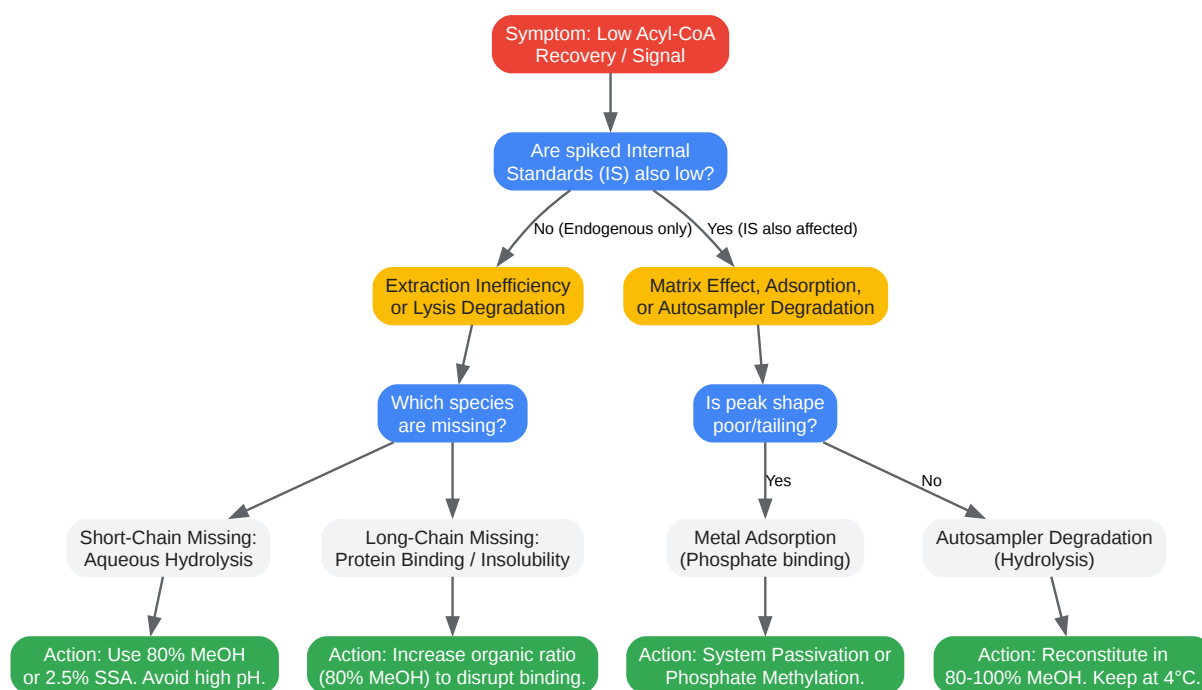 Symptom: Low Acyl-CoA
Recovery / Signal
Are spiked Internal
Standards (IS) also low?
No (Endogenous only)
Yes (IS also affected)
Extraction Inefficiency
or Lysis Degradation
Matrix Effect, Adsorption,
or Autosampler Degradation
Which species
are missing?
Is peak shape
poor/tailing?
Yes
No
Short-Chain Missing:
Aqueous Hydrolysis
Long-Chain Missing:
Protein Binding / Insolubility
Metal Adsorption
(Phosphate binding)
Autosampler Degradation
(Hydrolysis)
Action: Use 80% MeOH
or 2.5% SSA. Avoid high pH.
Action: Increase organic ratio
(80% MeOH) to disrupt binding.
Action: System Passivation or
Phosphate Methylation.
Action: Reconstitute in
80-100% MeOH. Keep at 4°C.